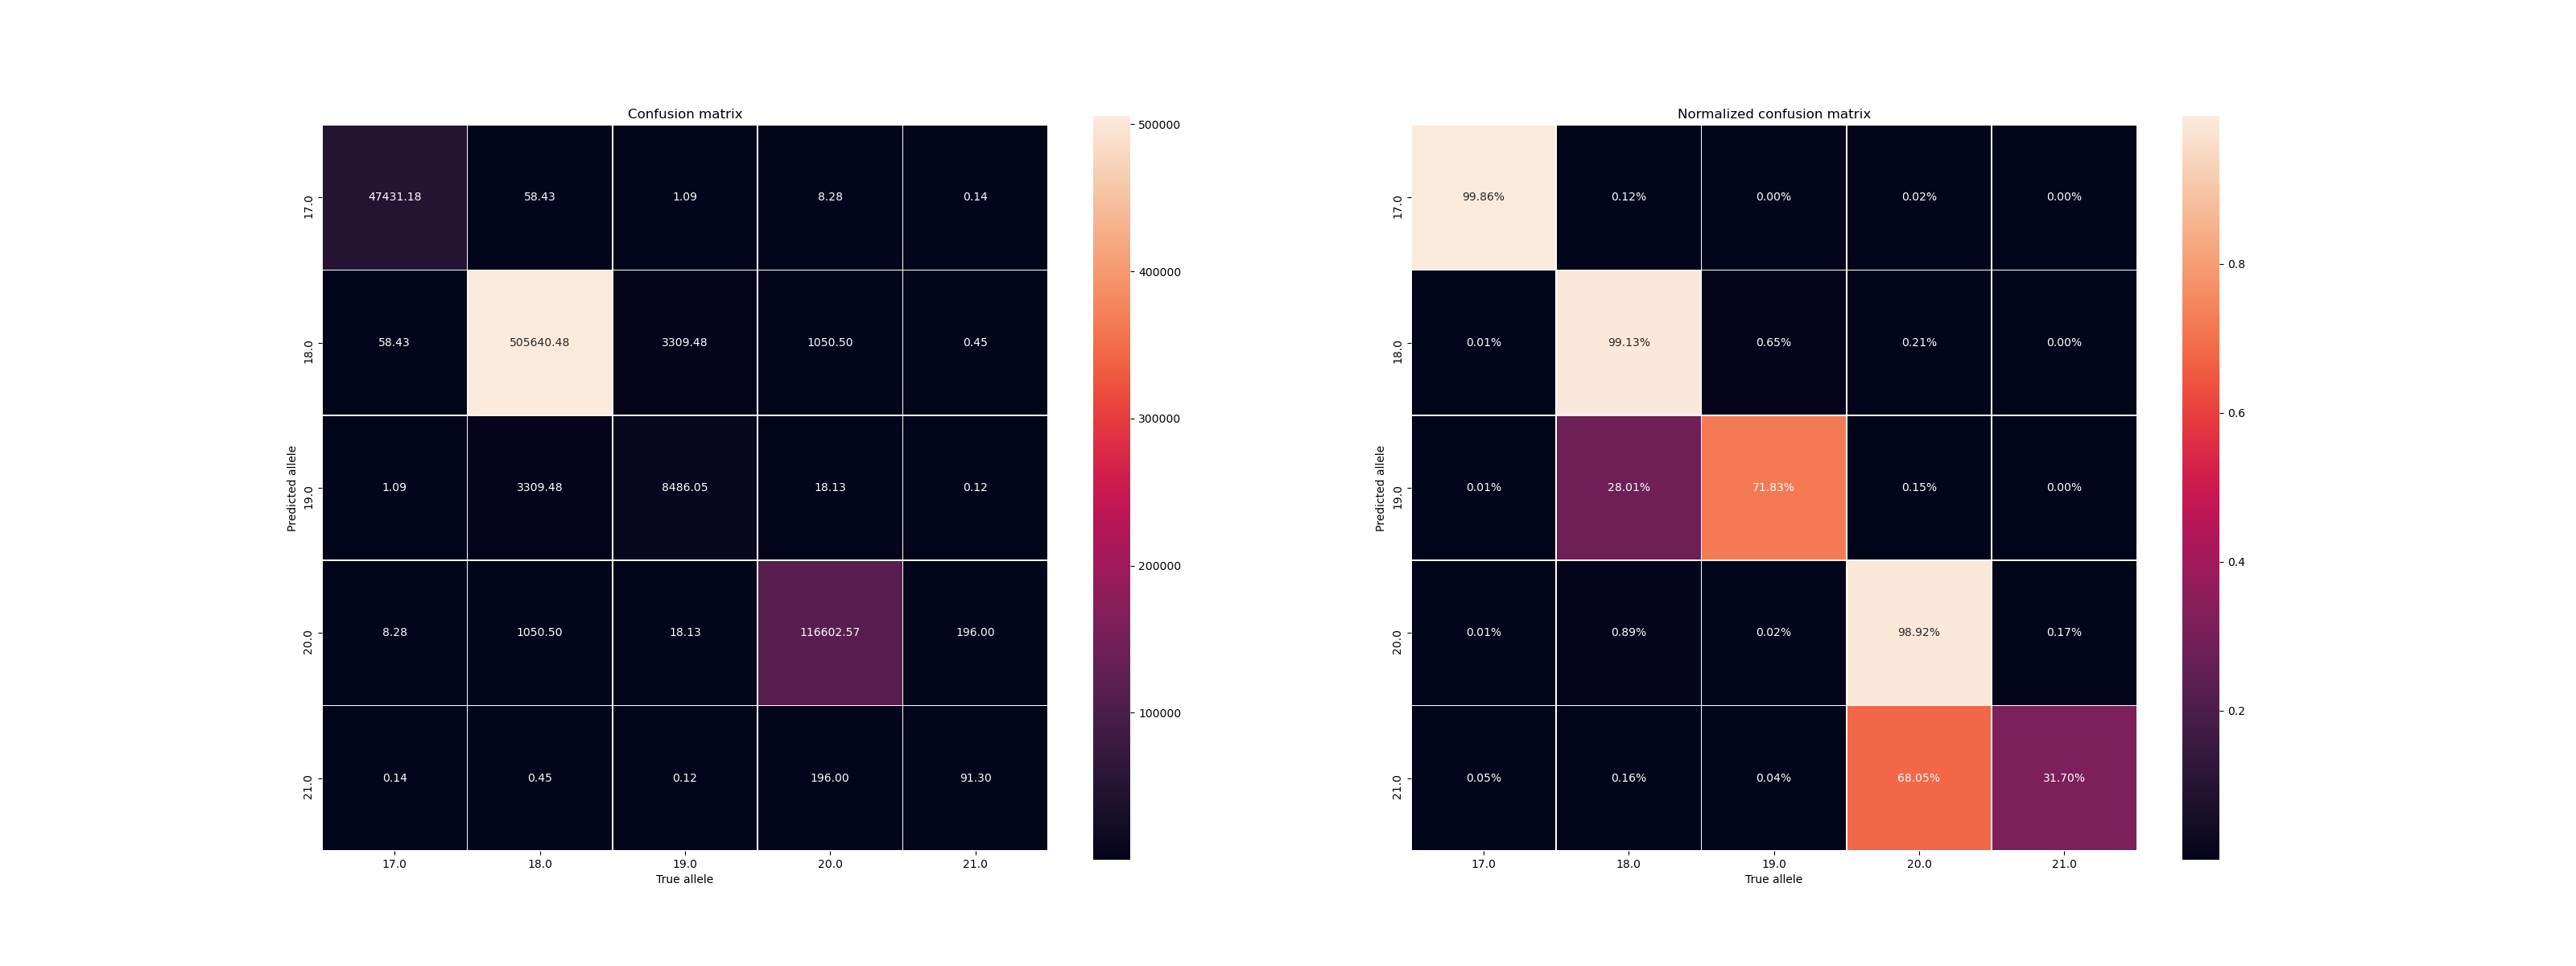 Confusion matrix
17.0 47431.18 58.43 1.09 8.28 0.14
18.0 58.43 505640.48 3309.48 1050.50 0.45
19.0 1.09 3309.48 8486.05 18.13 0.12
20.0 8.28 1050.50 18.13 116602.57 196.00
21.0 0.14 0.45 0.12 196.00 91.30
17.0 18.0 19.0 20.0 21.0
True allele
Predicted allele
500000
400000
300000
200000
100000
Normalized confusion matrix
17.0 99.86% 0.12% 0.00% 0.02% 0.00%
18.0 0.01% 99.13% 0.65% 0.21% 0.00%
19.0 0.01% 28.01% 71.83% 0.15% 0.00%
20.0 0.01% 0.89% 0.02% 98.92% 0.17%
21.0 0.05% 0.16% 0.04% 68.05% 31.70%
17.0 18.0 19.0 20.0 21.0
True allele
Predicted allele
0.8
0.6
0.4
0.2